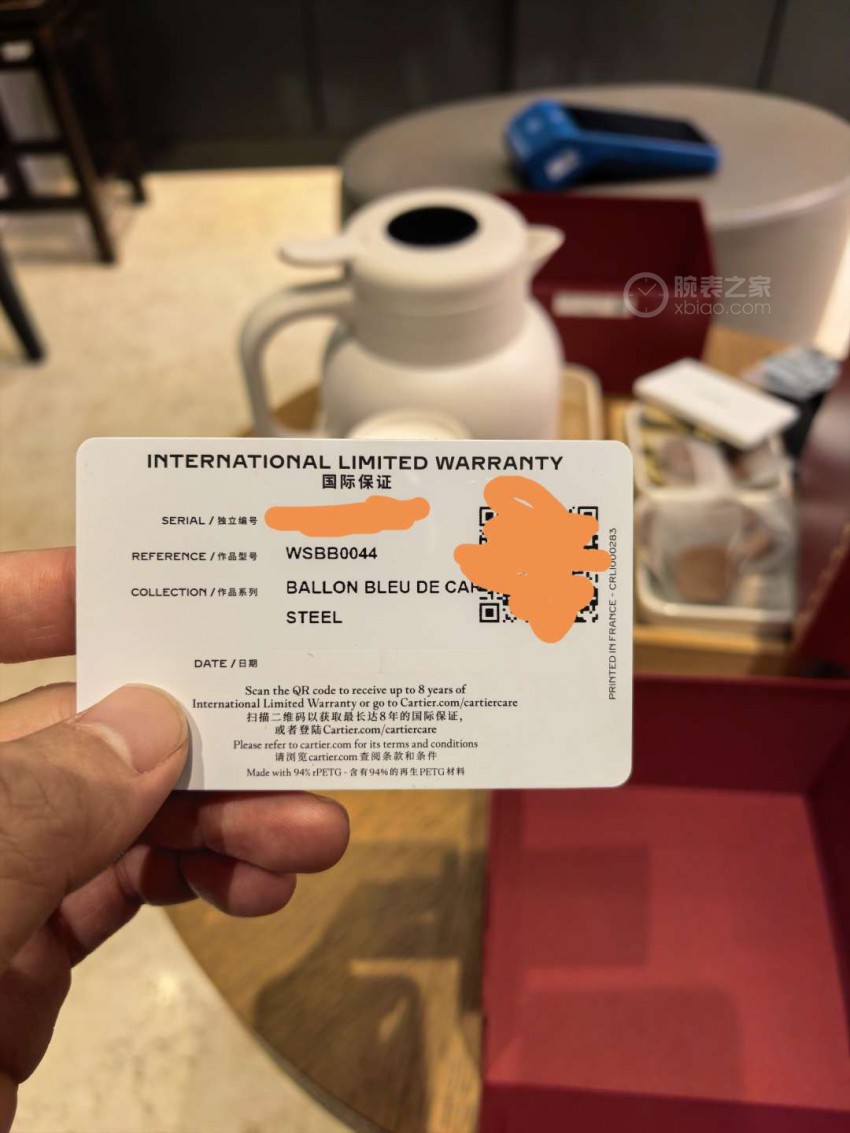 腕表之家
xbiao.com
INTERNATIONAL LIMITED WARRANTY
国际保证
SERIAL / 独立编号
REFERENCE / 作品型号 WSBB0044
COLLECTION / 作品系列 BALLON BLEU DE CAR
STEEL
DATE / 日期
Scan the QR code to receive up to 8 years of
International Limited Warranty or go to Cartier.com/cartiercare
扫描二维码以获取最长达8年的国际保证,
或者登陆Cartier.com/cartiercare
Please refer to cartier.com for its terms and conditions
请浏览cartier.com 查阅条款和条件
Made with 94% rPETG - 含有94%的再生PETG材料
PRINTED IN FRANCE - CRLI000283